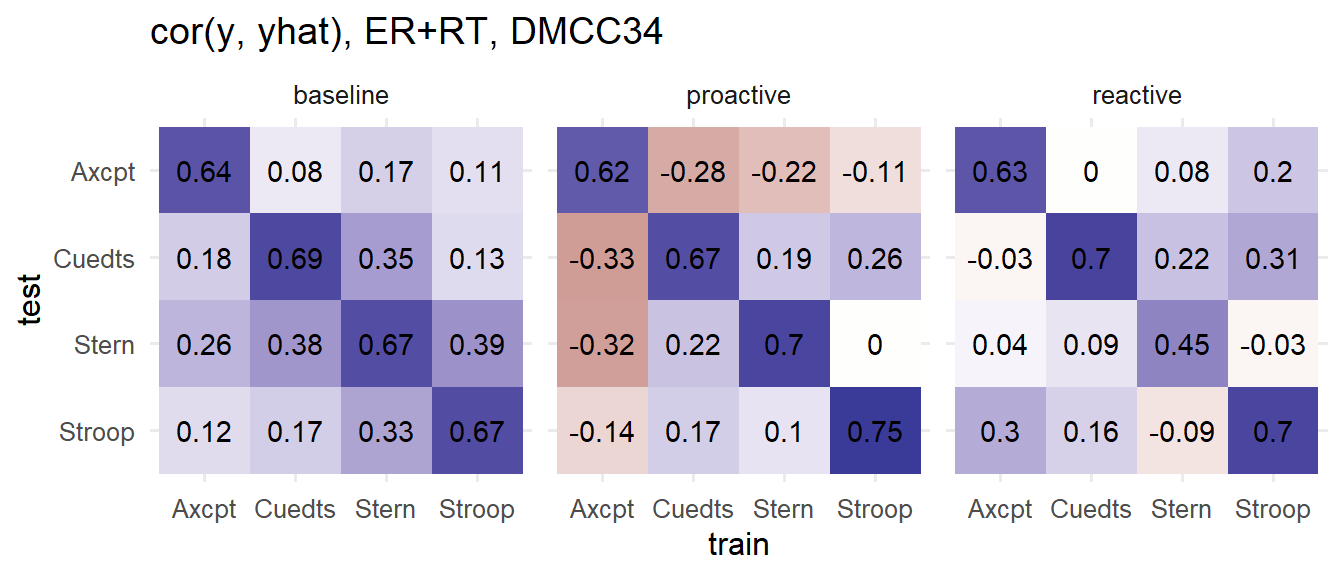 cor(y, yhat), ER+RT, DMCC34
baseline proactive reactive
Axcpt 0.64 0.08 0.17 0.11 0.62 -0.28 -0.22 -0.11 0.63 0 0.08 0.2
Cuedts 0.18 0.69 0.35 0.13 -0.33 0.67 0.19 0.26 -0.03 0.7 0.22 0.31
test
Stern 0.26 0.38 0.67 0.39 -0.32 0.22 0.7 0 0.04 0.09 0.45 -0.03
Stroop 0.12 0.17 0.33 0.67 -0.14 0.17 0.1 0.75 0.3 0.16 -0.09 0.7
Axcpt Cuedts Stern Stroop Axcpt Cuedts Stern Stroop Axcpt Cuedts Stern Stroop
train